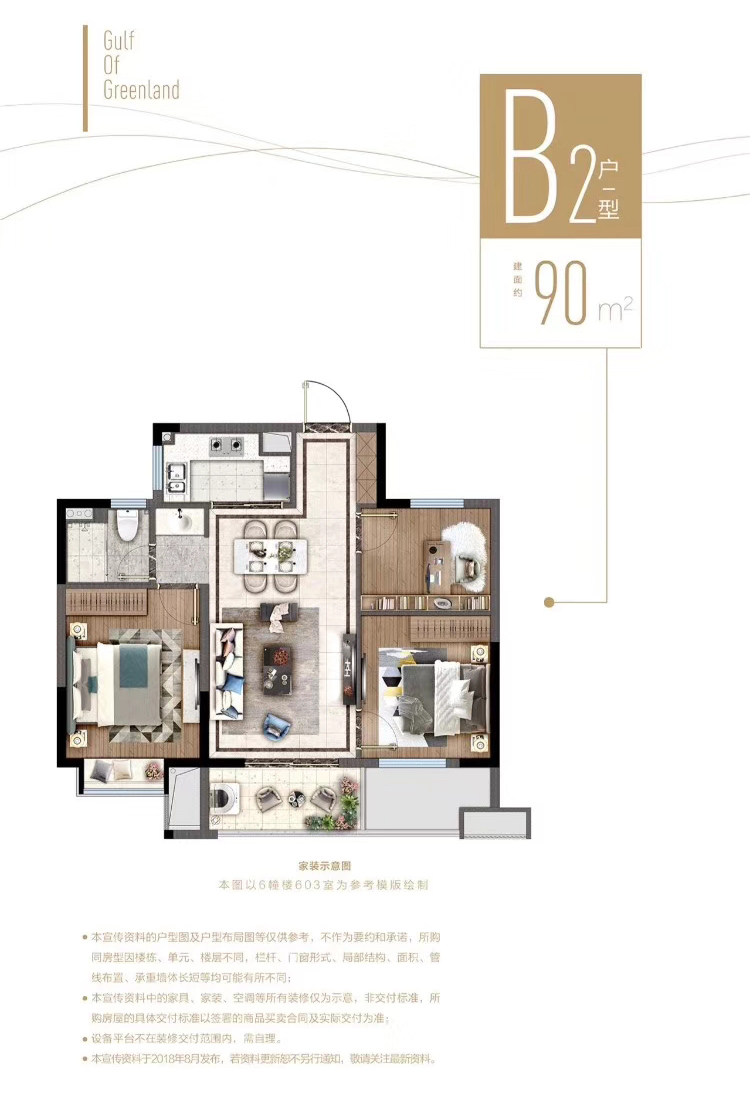 Gulf
Of
Greenland
B2户型
建面约90m²
家装示意图
本图以6幢楼603室为参考模版绘制
● 本宣传资料的户型图及户型布局图等仅供参考，不作为要约和承诺，所购
同房型因楼栋、单元、楼层不同，栏杆、门窗形式、局部结构、面积、管
线布置、承重墙体长短等均可能有所不同；
● 本宣传资料中的家具、家装、空调等所有装修仅为示意，非交付标准，所
购房屋的具体交付标准以签署的商品买卖合同及实际交付为准；
● 设备平台不在装修交付范围内，需自理。
● 本宣传资料于2018年8月发布，若资料更新恕不另行通知，敬请关注最新资料。